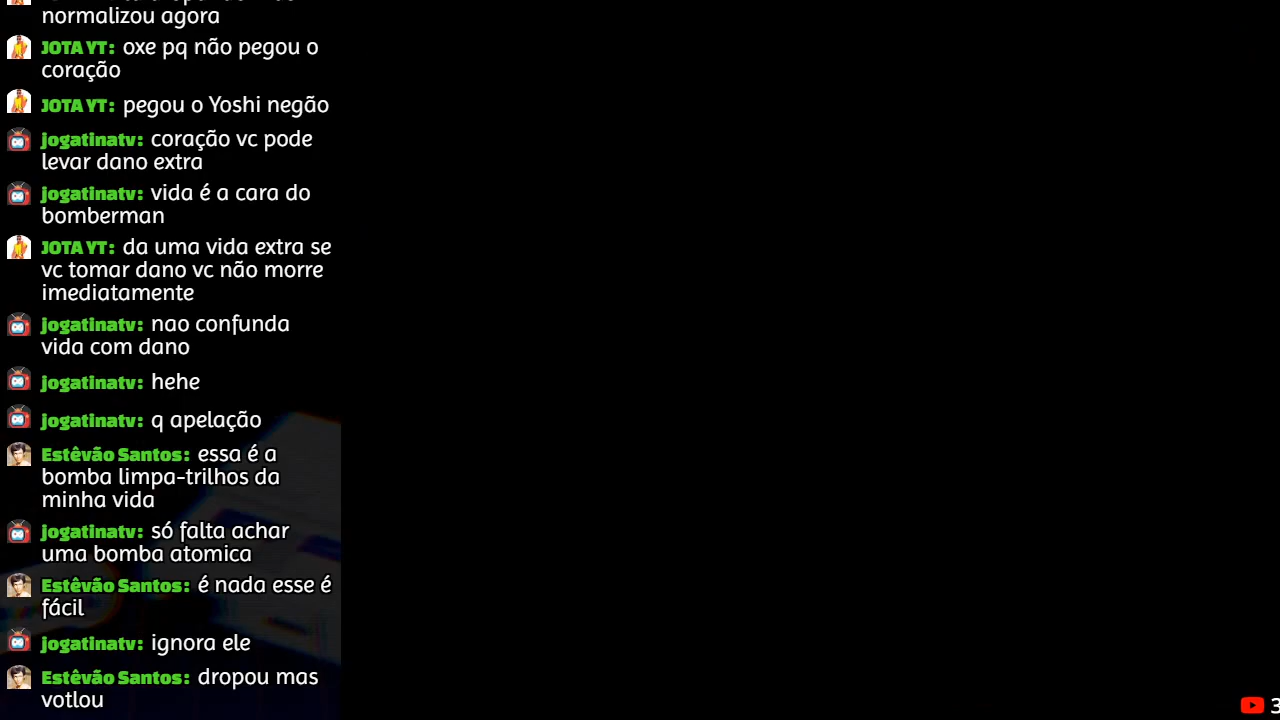 normalizou agora
JOTA YT: oxe pq não pegou o
coração
JOTA YT: pegou o Yoshi negão
jogatinatv: coração vc pode
levar dano extra
jogatinatv: vida é a cara do
bomberman
JOTA YT: da uma vida extra se
vc tomar dano vc não morre
imediatamente
jogatinatv: nao confunda
vida com dano
jogatinatv: hehe
jogatinatv: q apelação
Estêvão Santos: essa é a
bomba limpa-trilhos da
minha vida
jogatinatv: só falta achar
uma bomba atomica
Estêvão Santos: é nada esse é
fácil
jogatinatv: ignora ele
Estêvão Santos: dropou mas
votlou
3